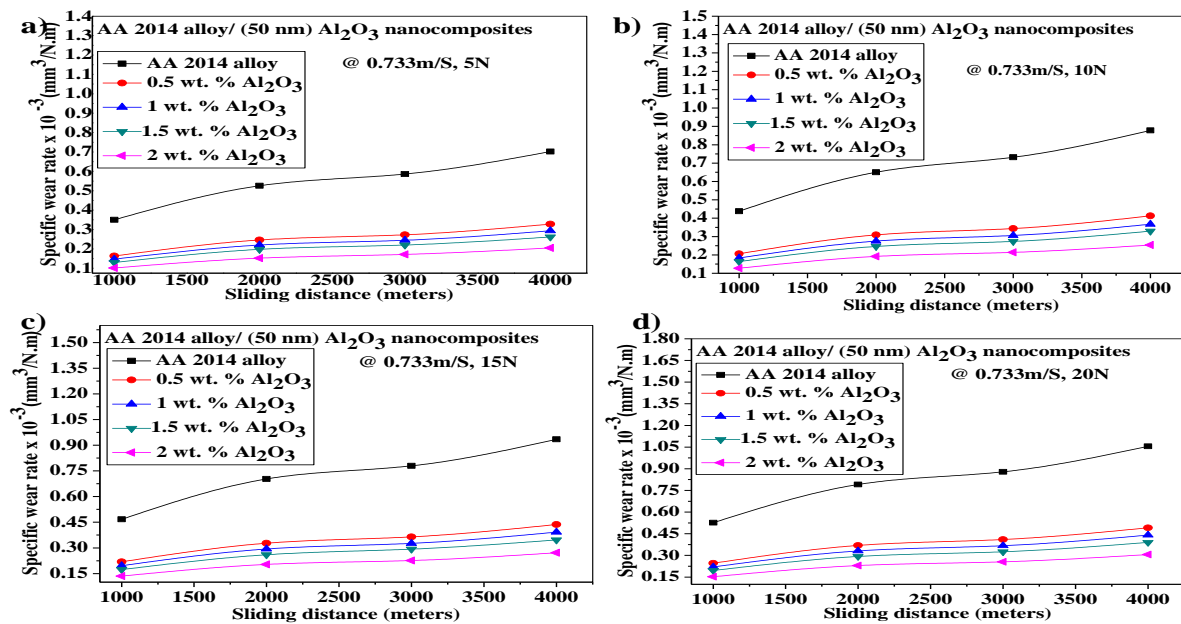 a)
AA 2014 alloy/ (50 nm) Al₂O₃ nanocomposites
@ 0.733m/S, 5N
AA 2014 alloy
0.5 wt. % Al₂O₃
1 wt. % Al₂O₃
1.5 wt. % Al₂O₃
2 wt. % Al₂O₃
Specific wear rate x 10⁻³ (mm³/N.m)
1.4
1.3
1.2
1.1
1.0
0.9
0.8
0.7
0.6
0.5
0.4
0.3
0.2
0.1
1000 1500 2000 2500 3000 3500 4000
Sliding distance (meters)
b)
AA 2014 alloy/ (50 nm) Al₂O₃ nanocomposites
@ 0.733m/S, 10N
AA 2014 alloy
0.5 wt. % Al₂O₃
1 wt. % Al₂O₃
1.5 wt. % Al₂O₃
2 wt. % Al₂O₃
Specific wear rate x 10⁻³ (mm³/N.m)
1.5
1.4
1.3
1.2
1.1
1.0
0.9
0.8
0.7
0.6
0.5
0.4
0.3
0.2
0.1
1000 1500 2000 2500 3000 3500 4000
Sliding distance (meters)
c)
AA 2014 alloy/ (50 nm) Al₂O₃ nanocomposites
@ 0.733m/S, 15N
AA 2014 alloy
0.5 wt. % Al₂O₃
1 wt. % Al₂O₃
1.5 wt. % Al₂O₃
2 wt. % Al₂O₃
Specific wear rate x 10⁻³ (mm³/N.m)
1.50
1.35
1.20
1.05
0.90
0.75
0.60
0.45
0.30
0.15
1000 1500 2000 2500 3000 3500 4000
Sliding distance (meters)
d)
AA 2014 alloy/ (50 nm) Al₂O₃ nanocomposites
@ 0.733m/S, 20N
AA 2014 alloy
0.5 wt. % Al₂O₃
1 wt. % Al₂O₃
1.5 wt. % Al₂O₃
2 wt. % Al₂O₃
Specific wear rate x 10⁻³ (mm³/N.m)
1.80
1.65
1.50
1.35
1.20
1.05
0.90
0.75
0.60
0.45
0.30
0.15
1000 1500 2000 2500 3000 3500 4000
Sliding distance (meters)